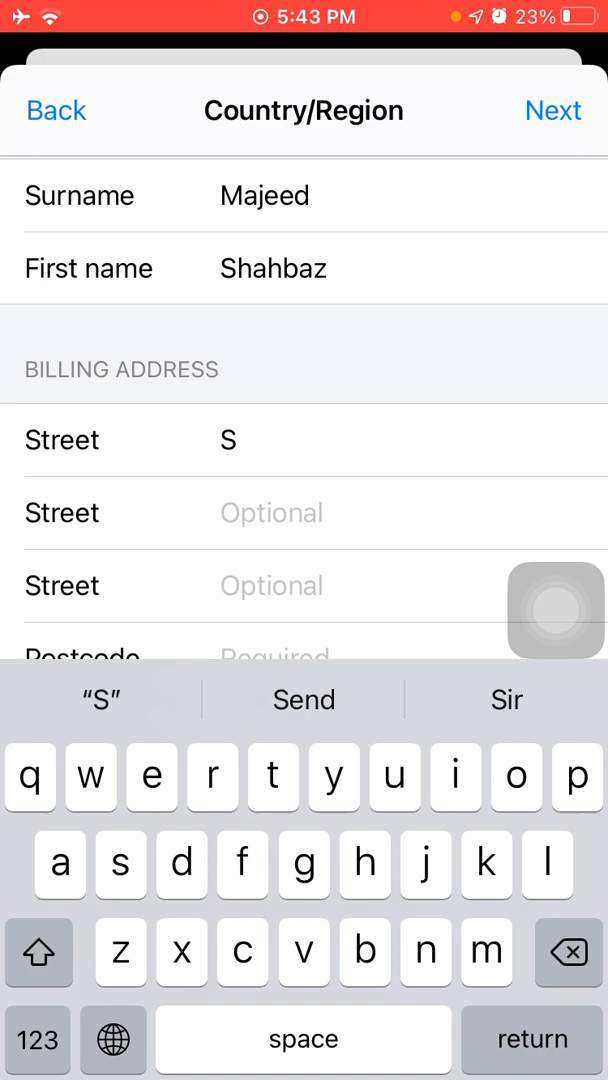 5:43 PM 23%
Back Country/Region Next
Surname Majeed
First name Shahbaz
BILLING ADDRESS
Street S
Street Optional
Street Optional
Postcode Required
“S” Send Sir
q w e r t y u i o p
a s d f g h j k l
z x c v b n m
123 space return